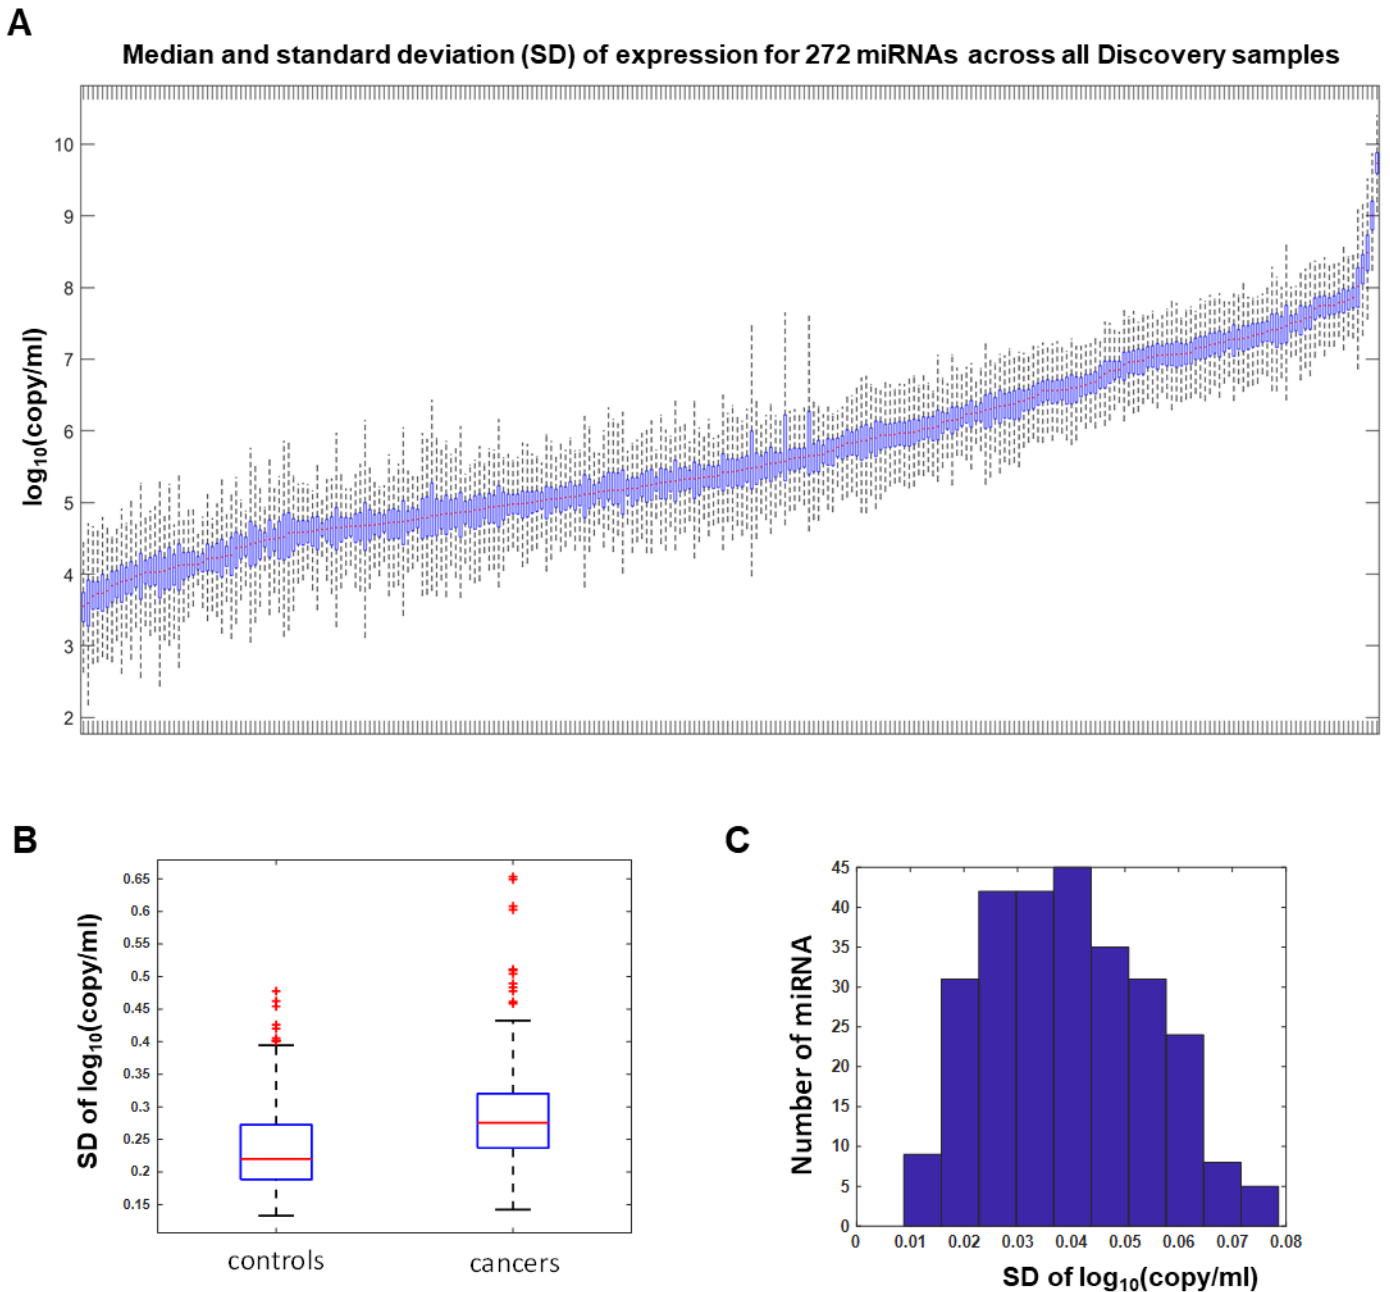 A
Median and standard deviation (SD) of expression for 272 miRNAs across all Discovery samples
log₁₀(copy/ml)
10
9
8
7
6
5
4
3
2
B
SD of log₁₀(copy/ml)
0.65
0.6
0.55
0.5
0.45
0.4
0.35
0.3
0.25
0.2
0.15
controls
cancers
C
Number of miRNA
45
40
35
30
25
20
15
10
5
0
0 0.01 0.02 0.03 0.04 0.05 0.06 0.07 0.08
SD of log₁₀(copy/ml)